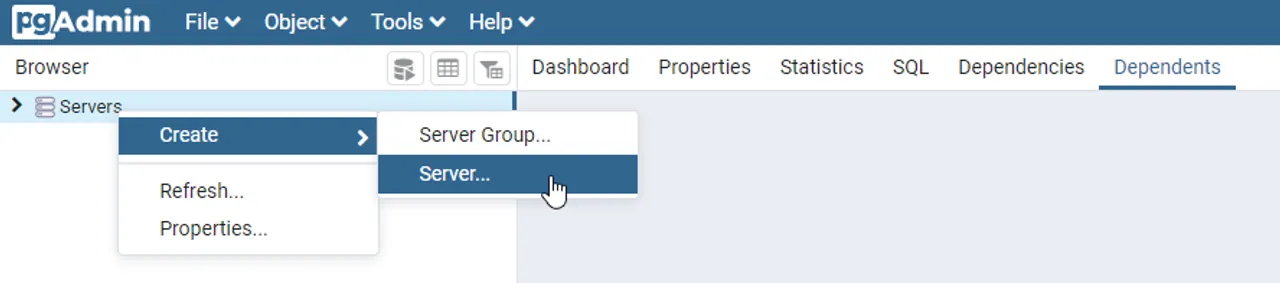 pgAdmin File Object Tools Help
Browser Dashboard Properties Statistics SQL Dependencies Dependents
Servers
Create Server Group...
Server...
Refresh...
Properties...